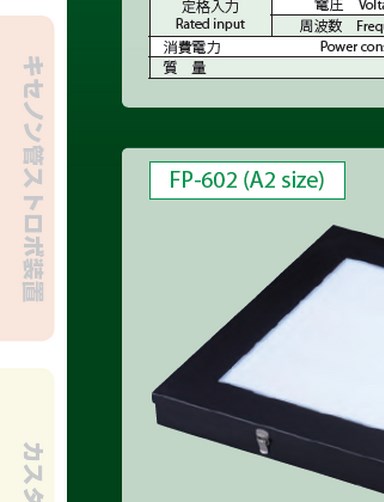 定格入力
Rated input
電圧 Volta
周波数 Freq
消費電力 Power cons
質 量
FP-602 (A2 size)
キセノン管ストロボ装置
カスタ